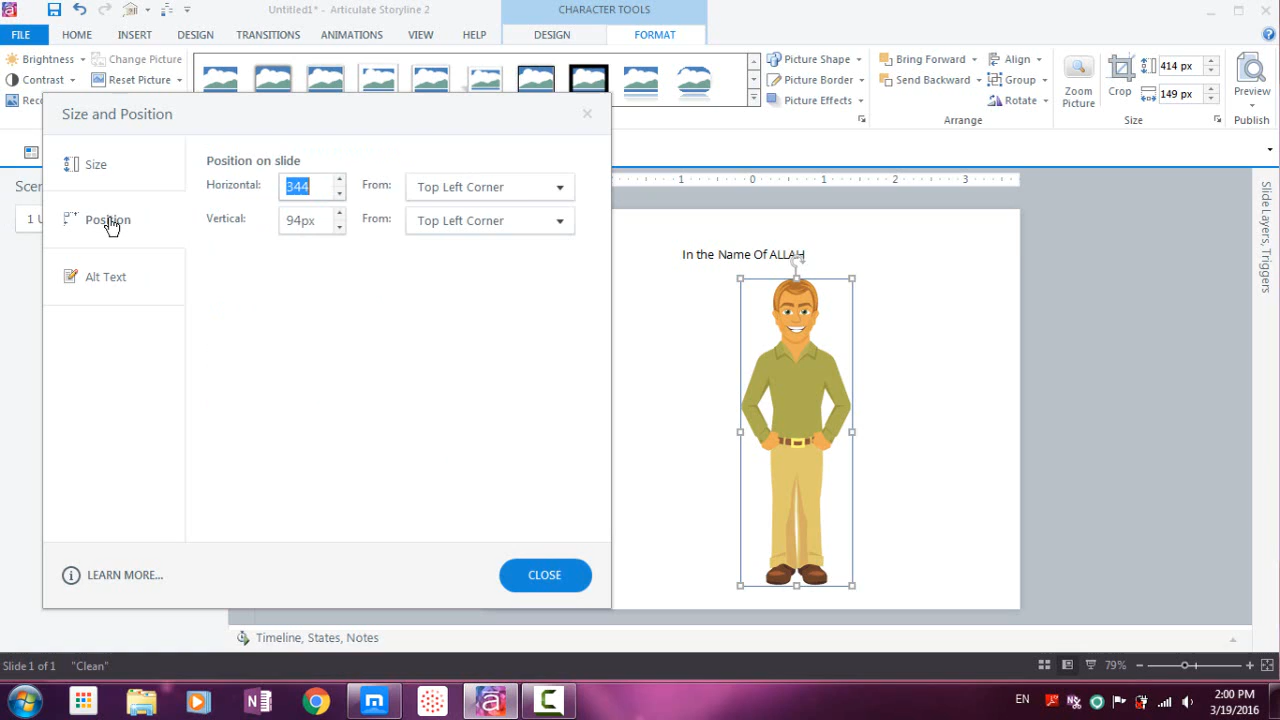 Untitled1* - Articulate Storyline 2
CHARACTER TOOLS
FILE
HOME
INSERT
DESIGN
TRANSITIONS
ANIMATIONS
VIEW
HELP
DESIGN
FORMAT
Brightness
Change Picture
Contrast
Reset Picture
Picture Shape
Picture Border
Picture Effects
Bring Forward
Send Backward
Align
Group
Rotate
Arrange
Zoom
Picture
Crop
414 px
149 px
Size
Preview
Publish
Size and Position
Size
Position
Alt Text
Position on slide
Horizontal:
344
From:
Top Left Corner
Vertical:
94px
From:
Top Left Corner
LEARN MORE...
CLOSE
1
0
1
2
3
In the Name Of ALLAH
Slide Layers, Triggers
Timeline, States, Notes
Slide 1 of 1
"Clean"
79%
EN
2:00 PM
3/19/2016